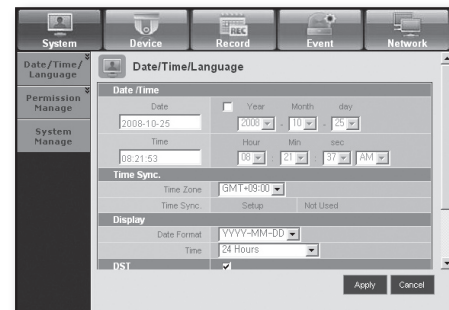 System Device Record Event Network
REC
Date/Time/
Language
Permission
Manage
System
Manage
Date/Time/Language
Date /Time
Date Year Month day
2008-10-25 2008 - 10 - 25
Time Hour Min sec
08:21:53 08 : 21 : 37 AM
Time Sync.
Time Zone GMT+09:00
Time Sync. Setup Not Used
Display
Date Format YYYY-MM-DD
Time 24 Hours
DST
Apply Cancel